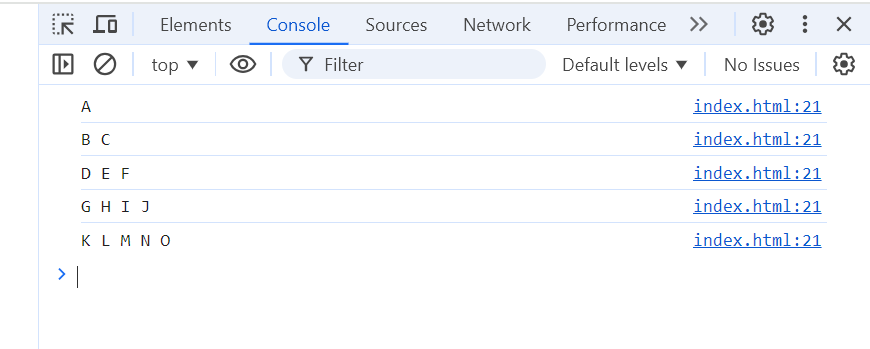 Elements Console Sources Network Performance
top Filter Default levels No Issues
A index.html:21
B C index.html:21
D E F index.html:21
G H I J index.html:21
K L M N O index.html:21